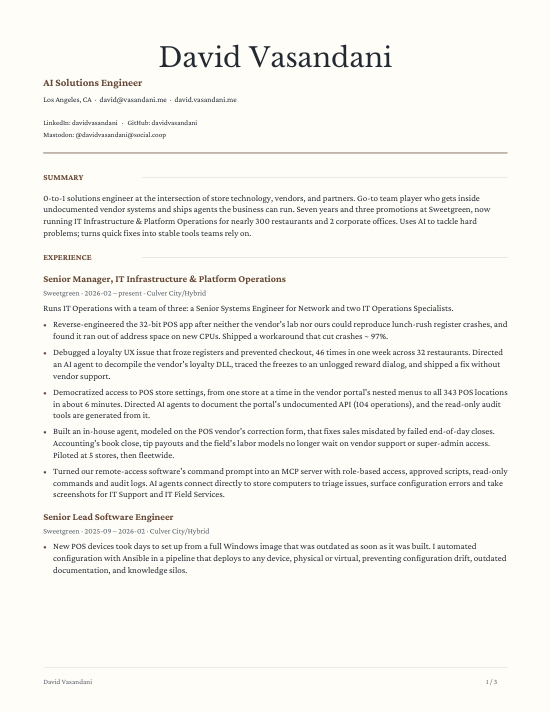 David Vasandani
AI Solutions Engineer
Los Angeles, CA · david@vasandani.me · david.vasandani.me
LinkedIn: davidvasandani · GitHub: davidvasandani
Mastodon: @davidvasandani@social.coop
SUMMARY
0-to-1 solutions engineer at the intersection of store technology, vendors, and partners. Go-to team player who gets inside
undocumented vendor systems and ships agents the business can run. Seven years and three promotions at Sweetgreen, now
running IT Infrastructure & Platform Operations for nearly 300 restaurants and 2 corporate offices. Uses AI to tackle hard
problems; turns quick fixes into stable tools teams rely on.
EXPERIENCE
Senior Manager, IT Infrastructure & Platform Operations
Sweetgreen · 2026-02 – present · Culver City/Hybrid
Runs IT Operations with a team of three: a Senior Systems Engineer for Network and two IT Operations Specialists.
• Reverse-engineered the 32-bit POS app after neither the vendor's lab nor ours could reproduce lunch-rush register crashes, and
found it ran out of address space on new CPUs. Shipped a workaround that cut crashes ~ 97%.
• Debugged a loyalty UX issue that froze registers and prevented checkout, 46 times in one week across 32 restaurants. Directed
an AI agent to decompile the vendor's loyalty DLL, traced the freezes to an unlogged reward dialog, and shipped a fix without
vendor support.
• Democratized access to POS store settings, from one store at a time in the vendor portal's nested menus to all 343 POS locations
in about 6 minutes. Directed AI agents to document the portal's undocumented API (104 operations), and the read-only audit
tools are generated from it.
• Built an in-house agent, modeled on the POS vendor's correction form, that fixes sales misdated by failed end-of-day closes.
Accounting's book close, tip payouts and the field's labor models no longer wait on vendor support or super-admin access.
Piloted at 5 stores, then fleetwide.
• Turned our remote-access software's command prompt into an MCP server with role-based access, approved scripts, read-only
commands and audit logs. AI agents connect directly to store computers to triage issues, surface configuration errors and take
screenshots for IT Support and IT Field Services.
Senior Lead Software Engineer
Sweetgreen · 2025-09 – 2026-02 · Culver City/Hybrid
• New POS devices took days to set up from a full Windows image that was outdated as soon as it was built. I automated
configuration with Ansible in a pipeline that deploys to any device, physical or virtual, preventing configuration drift, outdated
documentation, and knowledge silos.
David Vasandani
1 / 3